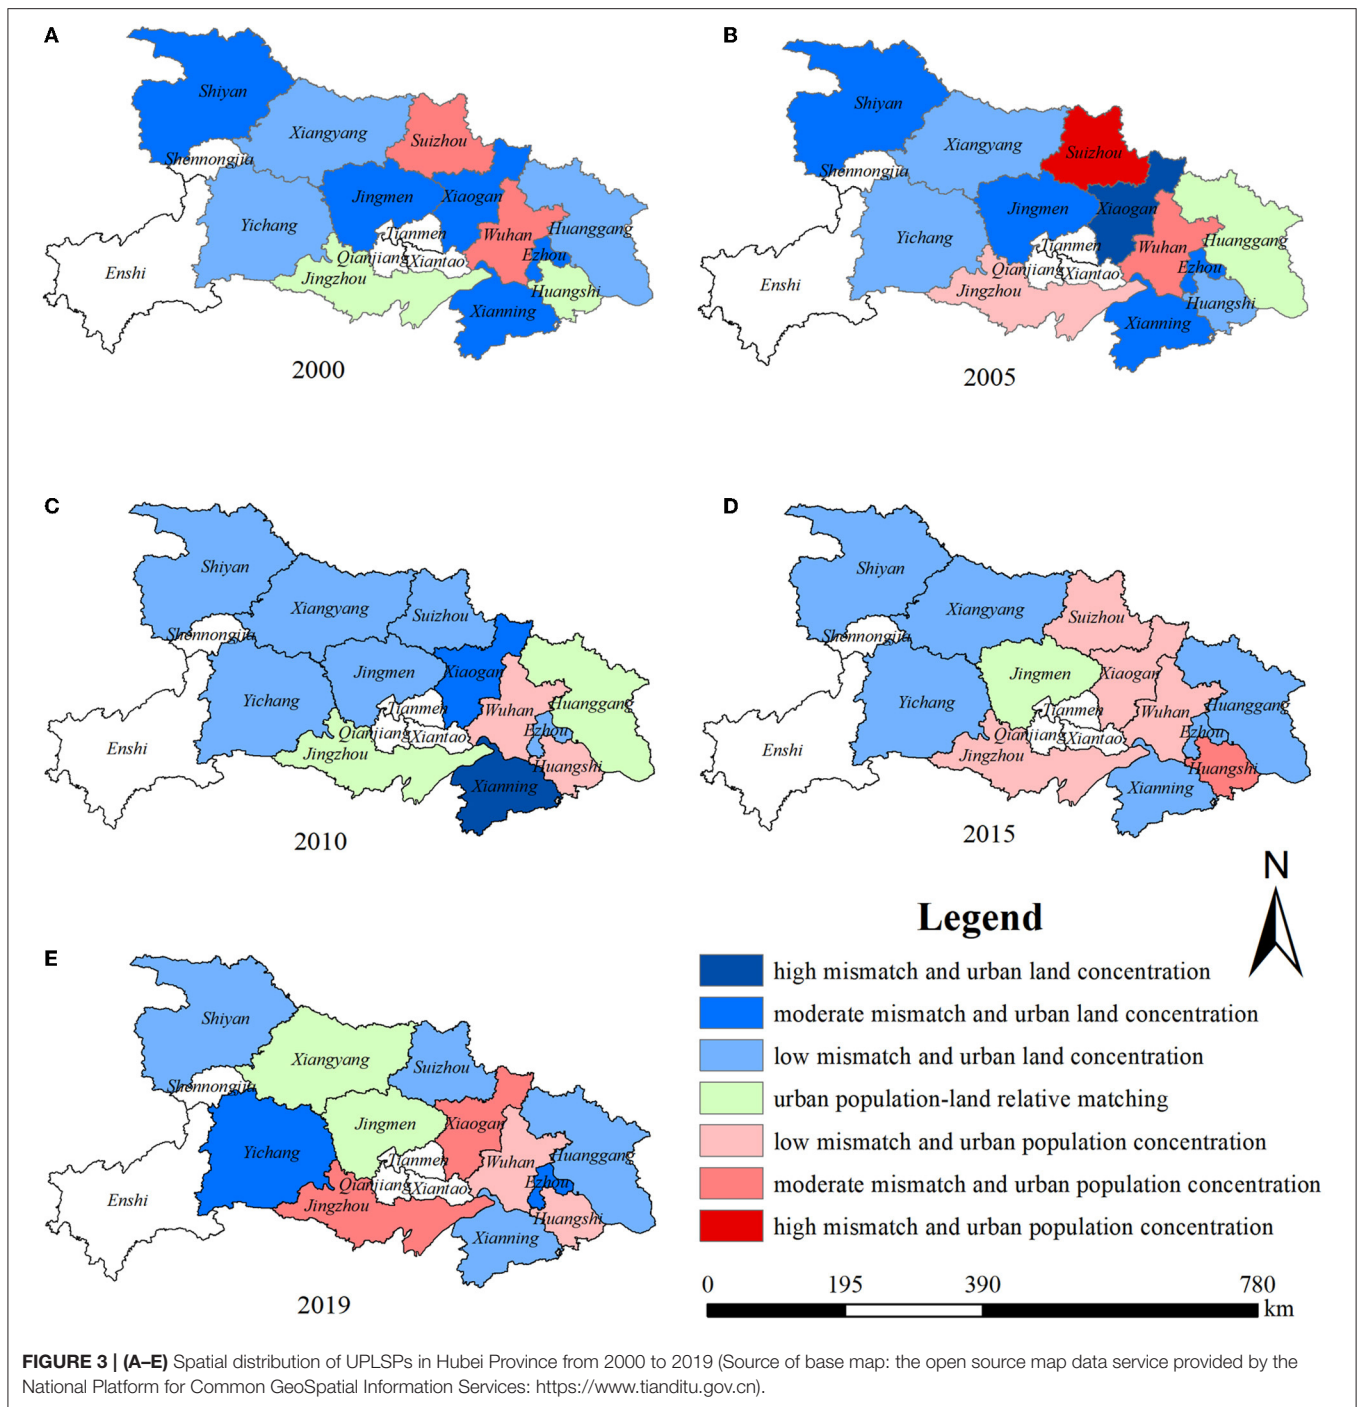 A
Shiyan
Xiangyang
Suizhou
Shennongjia
Jingmen
Xiaogan
Yichang
Tianmen
Wuhan
Huanggang
Enshi
Qianjiang
Xiantao
Ezhou
Jingzhou
Huangshi
Xianning
2000
B
Shiyan
Xiangyang
Suizhou
Shennongjia
Jingmen
Xiaogan
Yichang
Tianmen
Wuhan
Huanggang
Enshi
Qianjiang
Xiantao
Ezhou
Jingzhou
Huangshi
Xianning
2005
C
Shiyan
Xiangyang
Suizhou
Shennongjia
Jingmen
Xiaogan
Yichang
Tianmen
Wuhan
Huanggang
Enshi
Qianjiang
Xiantao
Ezhou
Jingzhou
Huangshi
Xianning
2010
D
Shiyan
Xiangyang
Suizhou
Shennongjia
Jingmen
Xiaogan
Yichang
Tianmen
Wuhan
Huanggang
Enshi
Qianjiang
Xiantao
Ezhou
Jingzhou
Huangshi
Xianning
2015
E
Shiyan
Xiangyang
Suizhou
Shennongjia
Jingmen
Xiaogan
Yichang
Tianmen
Wuhan
Huanggang
Enshi
Qianjiang
Xiantao
Ezhou
Jingzhou
Huangshi
Xianning
2019
N
Legend
high mismatch and urban land concentration
moderate mismatch and urban land concentration
low mismatch and urban land concentration
urban population-land relative matching
low mismatch and urban population concentration
moderate mismatch and urban population concentration
high mismatch and urban population concentration
0 195 390 780
km
FIGURE 3 | (A–E) Spatial distribution of UPLSPs in Hubei Province from 2000 to 2019 (Source of base map: the open source map data service provided by the
National Platform for Common GeoSpatial Information Services: https://www.tianditu.gov.cn).